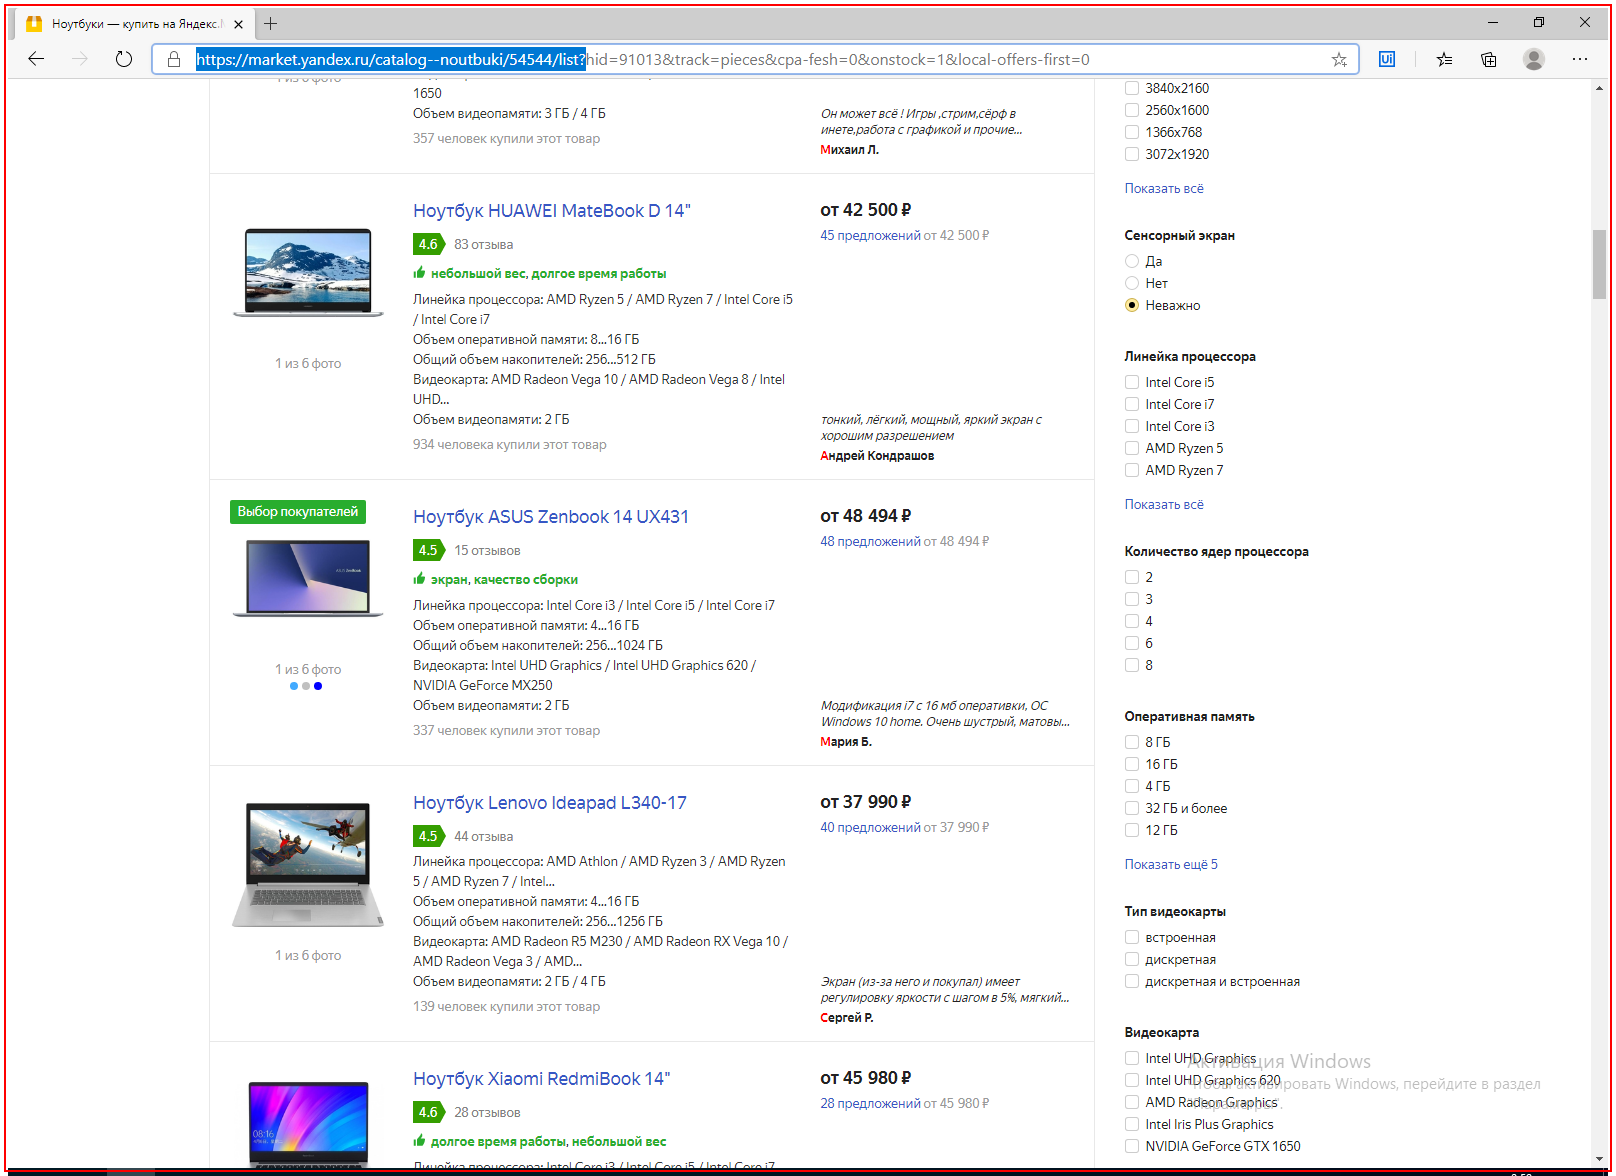 Ноутбуки — купить на Яндекс.
https://market.yandex.ru/catalog--noutbuki/54544/list?hid=91013&track=pieces&cpa-fesh=0&onstock=1&local-offers-first=0
1650
Объем видеопамяти: 3 ГБ / 4 ГБ
357 человек купили этот товар
Он может всё ! Игры ,стрим,сёрф в
инете,работа с графикой и прочие...
Михаил Л.
Ноутбук HUAWEI MateBook D 14"
4.6 83 отзыва
небольшой вес, долгое время работы
Линейка процессора: AMD Ryzen 5 / AMD Ryzen 7 / Intel Core i5
/ Intel Core i7
Объем оперативной памяти: 8...16 ГБ
Общий объем накопителей: 256...512 ГБ
Видеокарта: AMD Radeon Vega 10 / AMD Radeon Vega 8 / Intel
UHD...
Объем видеопамяти: 2 ГБ
934 человека купили этот товар
1 из 6 фото
от 42 500 ₽
45 предложений от 42 500 ₽
тонкий, лёгкий, мощный, яркий экран с
хорошим разрешением
Андрей Кондрашов
Выбор покупателей
Ноутбук ASUS Zenbook 14 UX431
4.5 15 отзывов
экран, качество сборки
Линейка процессора: Intel Core i3 / Intel Core i5 / Intel Core i7
Объем оперативной памяти: 4...16 ГБ
Общий объем накопителей: 256...1024 ГБ
Видеокарта: Intel UHD Graphics / Intel UHD Graphics 620 /
NVIDIA GeForce MX250
Объем видеопамяти: 2 ГБ
337 человек купили этот товар
1 из 6 фото
от 48 494 ₽
48 предложений от 48 494 ₽
Модификация i7 с 16 мб оперативки, ОС
Windows 10 home. Очень шустрый, матовы...
Мария Б.
Ноутбук Lenovo Ideapad L340-17
4.5 44 отзыва
Линейка процессора: AMD Athlon / AMD Ryzen 3 / AMD Ryzen
5 / AMD Ryzen 7 / Intel...
Объем оперативной памяти: 4...16 ГБ
Общий объем накопителей: 256...1256 ГБ
Видеокарта: AMD Radeon R5 M230 / AMD Radeon RX Vega 10 /
AMD Radeon Vega 3 / AMD...
Объем видеопамяти: 2 ГБ / 4 ГБ
139 человек купили этот товар
1 из 6 фото
от 37 990 ₽
40 предложений от 37 990 ₽
Экран (из-за него и покупал) имеет
регулировку яркости с шагом в 5%, мягкий...
Сергей Р.
Ноутбук Xiaomi RedmiBook 14"
4.6 28 отзывов
долгое время работы, небольшой вес
Линейка процессора: Intel Core i3 / Intel Core i5 / Intel Core i7
08:16
от 45 980 ₽
28 предложений от 45 980 ₽
3840x2160
2560x1600
1366x768
3072x1920
Показать всё
Сенсорный экран
Да
Нет
Неважно
Линейка процессора
Intel Core i5
Intel Core i7
Intel Core i3
AMD Ryzen 5
AMD Ryzen 7
Показать всё
Количество ядер процессора
2
3
4
6
8
Оперативная память
8 ГБ
16 ГБ
4 ГБ
32 ГБ и более
12 ГБ
Показать ещё 5
Тип видеокарты
встроенная
дискретная
дискретная и встроенная
Видеокарта
Intel UHD Graphics
Intel UHD Graphics 620
AMD Radeon Graphics
Intel Iris Plus Graphics
NVIDIA GeForce GTX 1650
Активация Windows
Чтобы активировать Windows, перейдите в раздел